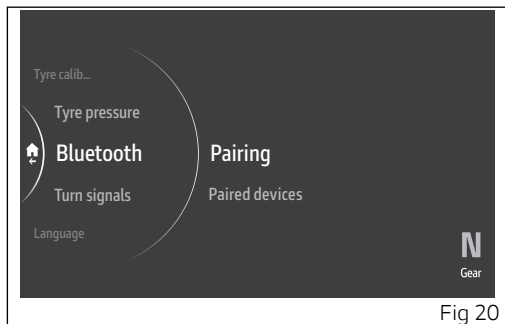 Tyre calib...
Tyre pressure
Bluetooth
Turn signals
Language
Pairing
Paired devices
N
Gear
Fig 20